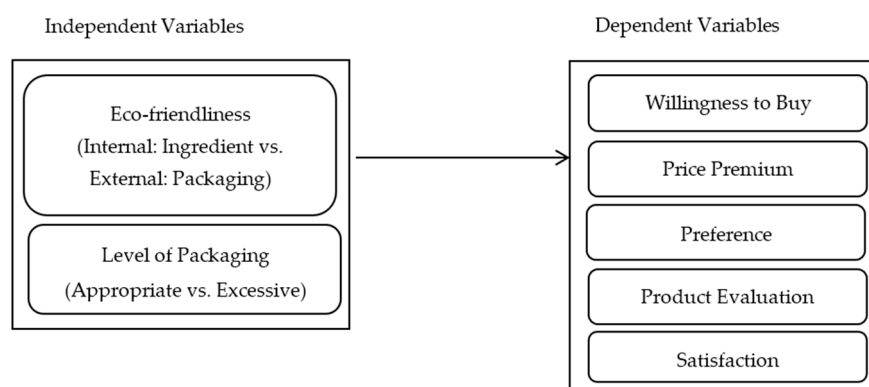 Independent Variables
Eco-friendliness
(Internal: Ingredient vs.
External: Packaging)
Level of Packaging
(Appropriate vs. Excessive)
Dependent Variables
Willingness to Buy
Price Premium
Preference
Product Evaluation
Satisfaction